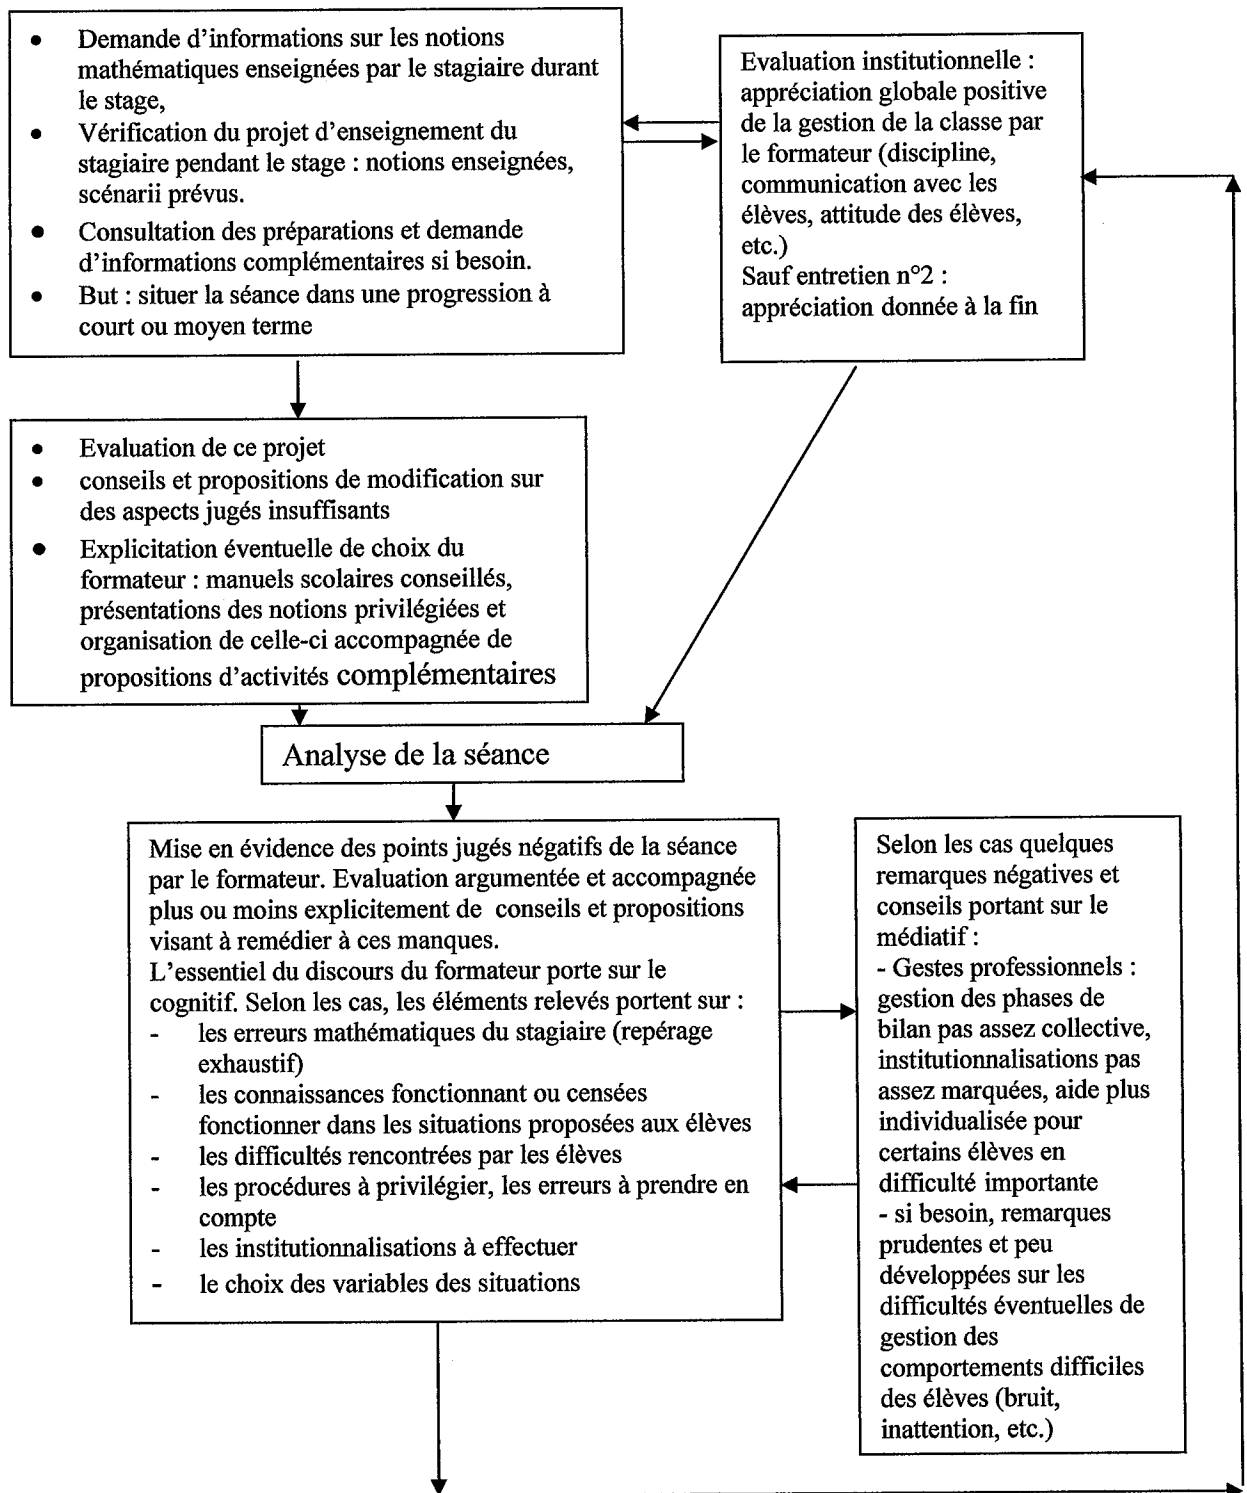 • Demande d'informations sur les notions
mathématiques enseignées par le stagiaire durant
le stage,
• Vérification du projet d'enseignement du
stagiaire pendant le stage : notions enseignées,
scénarii prévus.
• Consultation des préparations et demande
d'informations complémentaires si besoin.
• But : situer la séance dans une progression à
court ou moyen terme
Evaluation institutionnelle :
appréciation globale positive
de la gestion de la classe par
le formateur (discipline,
communication avec les
élèves, attitude des élèves,
etc.)
Sauf entretien n°2 :
appréciation donnée à la fin
• Evaluation de ce projet
• conseils et propositions de modification sur
des aspects jugés insuffisants
• Explicitation éventuelle de choix du
formateur : manuels scolaires conseillés,
présentations des notions privilégiées et
organisation de celle-ci accompagnée de
propositions d'activités complémentaires
Analyse de la séance
Mise en évidence des points jugés négatifs de la séance
par le formateur. Evaluation argumentée et accompagnée
plus ou moins explicitement de conseils et propositions
visant à remédier à ces manques.
L'essentiel du discours du formateur porte sur le
cognitif. Selon les cas, les éléments relevés portent sur :
- les erreurs mathématiques du stagiaire (repérage
exhaustif)
- les connaissances fonctionnant ou censées
fonctionner dans les situations proposées aux élèves
- les difficultés rencontrées par les élèves
- les procédures à privilégier, les erreurs à prendre en
compte
- les institutionnalisations à effectuer
- le choix des variables des situations
Selon les cas quelques
remarques négatives et
conseils portant sur le
médiatif :
- Gestes professionnels :
gestion des phases de
bilan pas assez collective,
institutionnalisations pas
assez marquées, aide plus
individualisée pour
certains élèves en
difficulté importante
- si besoin, remarques
prudentes et peu
développées sur les
difficultés éventuelles de
gestion des
comportements difficiles
des élèves (bruit,
inattention, etc.)